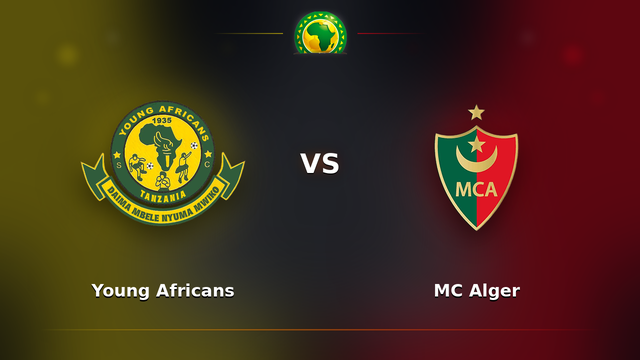 YOUNG AFRICANS
1935
S C
TANZANIA
DAIMA MBELE NYUMA MWIKO
VS
MCA
Young Africans
MC Alger